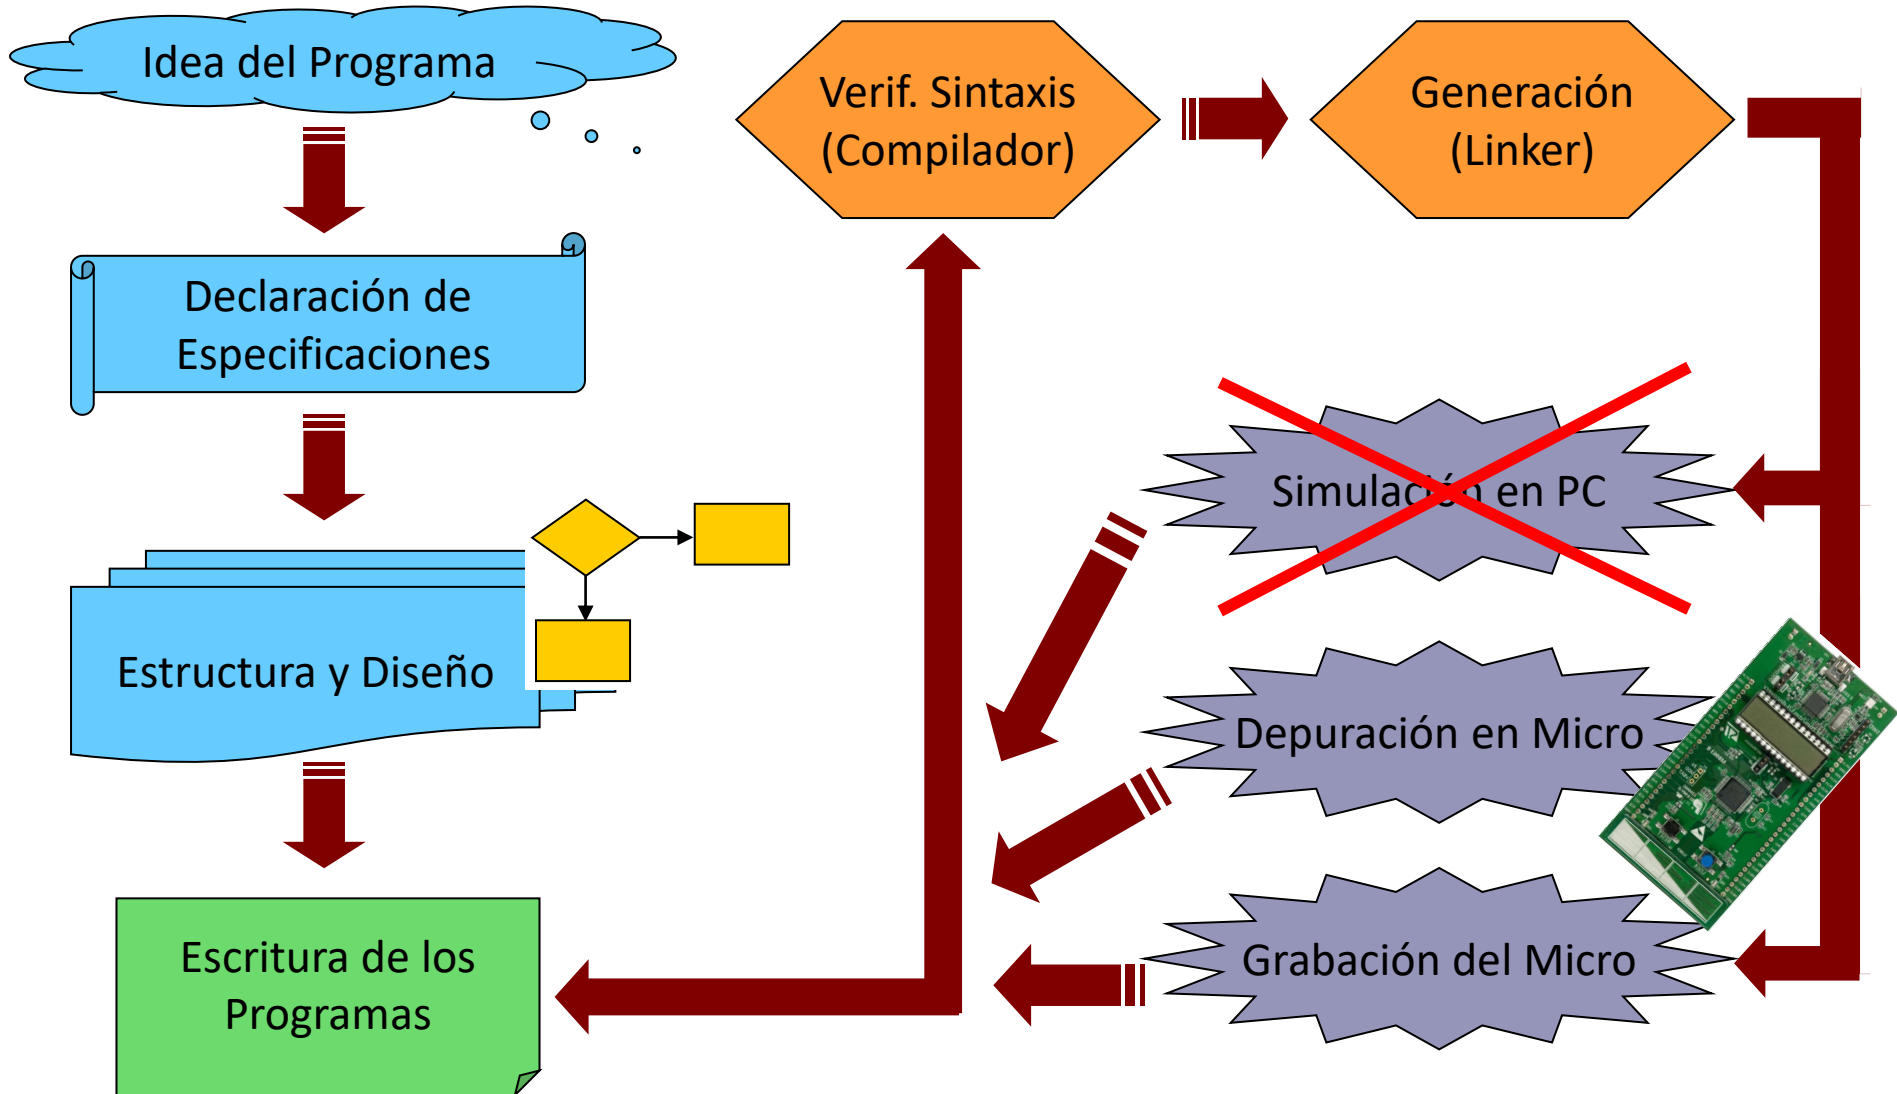 Idea del Programa
Declaración de
Especificaciones
Estructura y Diseño
Escritura de los
Programas
Verif. Sintaxis
(Compilador)
Generación
(Linker)
Simulación en PC
Depuración en Micro
Grabación del Micro